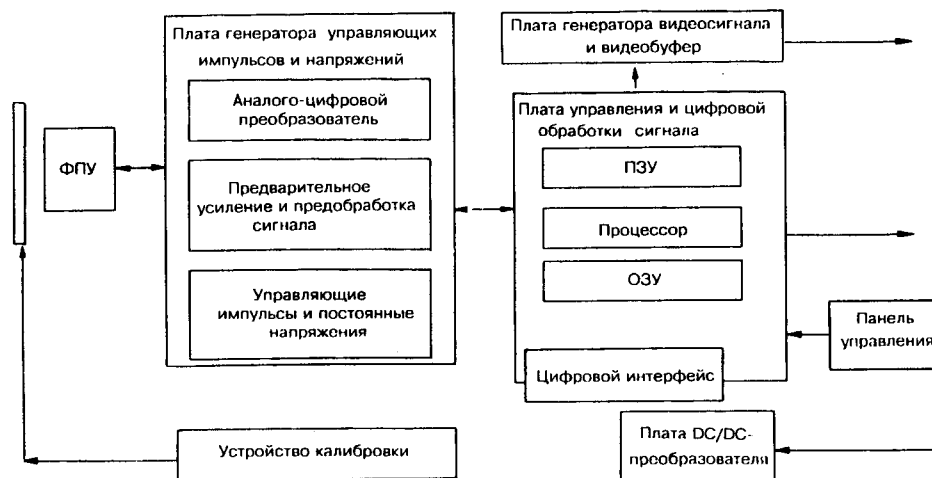 Плата генератора управляющих
импульсов и напряжений
Аналого-цифровой
преобразователь
ФПУ
Предварительное
усиление и предобработка
сигнала
Управляющие
импульсы и постоянные
напряжения
Устройство калибровки
Плата генератора видеосигнала
и видеобуфер
Плата управления и цифровой
обработки сигнала
ПЗУ
Процессор
ОЗУ
Цифровой интерфейс
Панель
управления
Плата DC/DC-
преобразователя